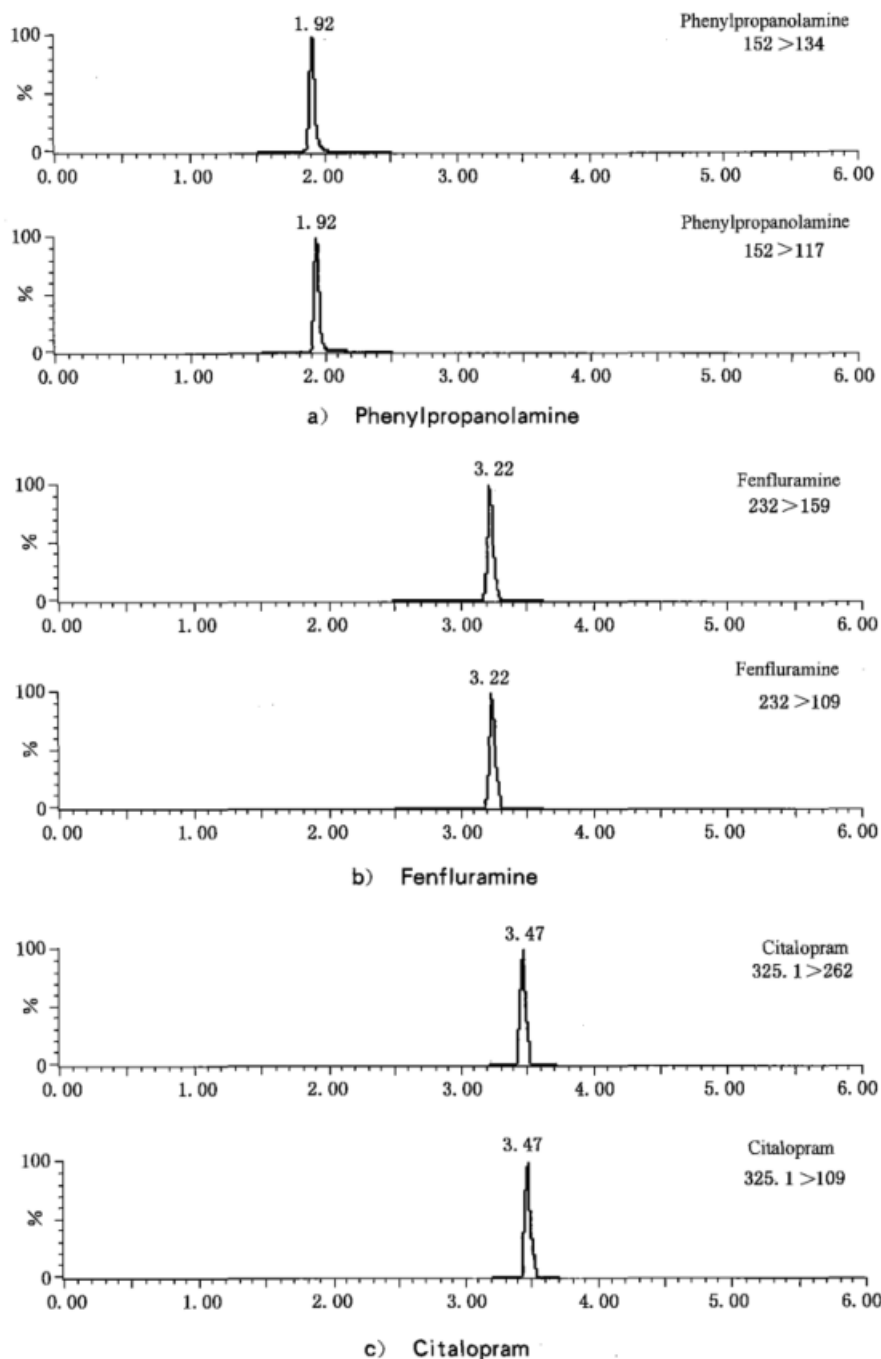 1.92
Phenylpropanolamine
152>134
100
%
0
0.00 1.00 2.00 3.00 4.00 5.00 6.00
1.92
Phenylpropanolamine
152>117
100
%
0
0.00 1.00 2.00 3.00 4.00 5.00 6.00
a) Phenylpropanolamine
3.22
Fenfluramine
232>159
100
%
0
0.00 1.00 2.00 3.00 4.00 5.00 6.00
3.22
Fenfluramine
232>109
100
%
0
0.00 1.00 2.00 3.00 4.00 5.00 6.00
b) Fenfluramine
3.47
Citalopram
325.1>262
100
%
0
0.00 1.00 2.00 3.00 4.00 5.00 6.00
3.47
Citalopram
325.1>109
100
%
0
0.00 1.00 2.00 3.00 4.00 5.00 6.00
c) Citalopram